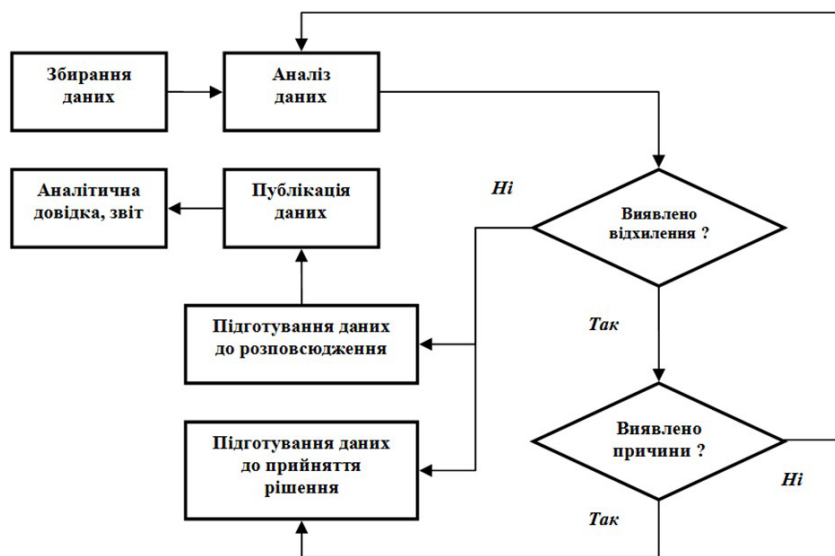 Збирання
даних
Аналіз
даних
Аналітична
довідка, звіт
Публікація
даних
Ні
Виявлено
відхилення ?
Підготування даних
до розповсюдження
Так
Підготування даних
до прийняття
рішення
Виявлено
причини ?
Ні
Так